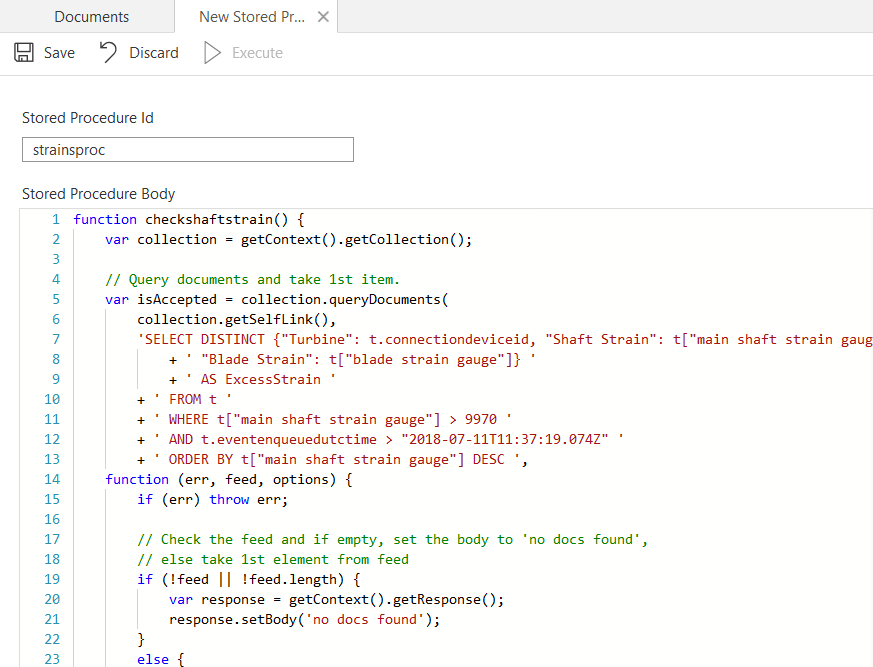 Documents
New Stored Pr...
Save Discard Execute
Stored Procedure Id
strainsproc
Stored Procedure Body
1 function checkshaftstrain() {
2     var collection = getContext().getCollection();
3
4     // Query documents and take 1st item.
5     var isAccepted = collection.queryDocuments(
6         collection.getSelfLink(),
7         'SELECT DISTINCT {"Turbine": t.connectiondeviceid, "Shaft Strain": t["main shaft strain gaug
8             + ' "Blade Strain": t["blade strain gauge"]} '
9             + ' AS ExcessStrain '
10         + ' FROM t '
11         + ' WHERE t["main shaft strain gauge"] > 9970 '
12         + ' AND t.eventenqueuedutctime > "2018-07-11T11:37:19.074Z" '
13         + ' ORDER BY t["main shaft strain gauge"] DESC ',
14     function (err, feed, options) {
15         if (err) throw err;
16
17         // Check the feed and if empty, set the body to 'no docs found',
18         // else take 1st element from feed
19         if (!feed || !feed.length) {
20             var response = getContext().getResponse();
21             response.setBody('no docs found');
22         }
23         else {